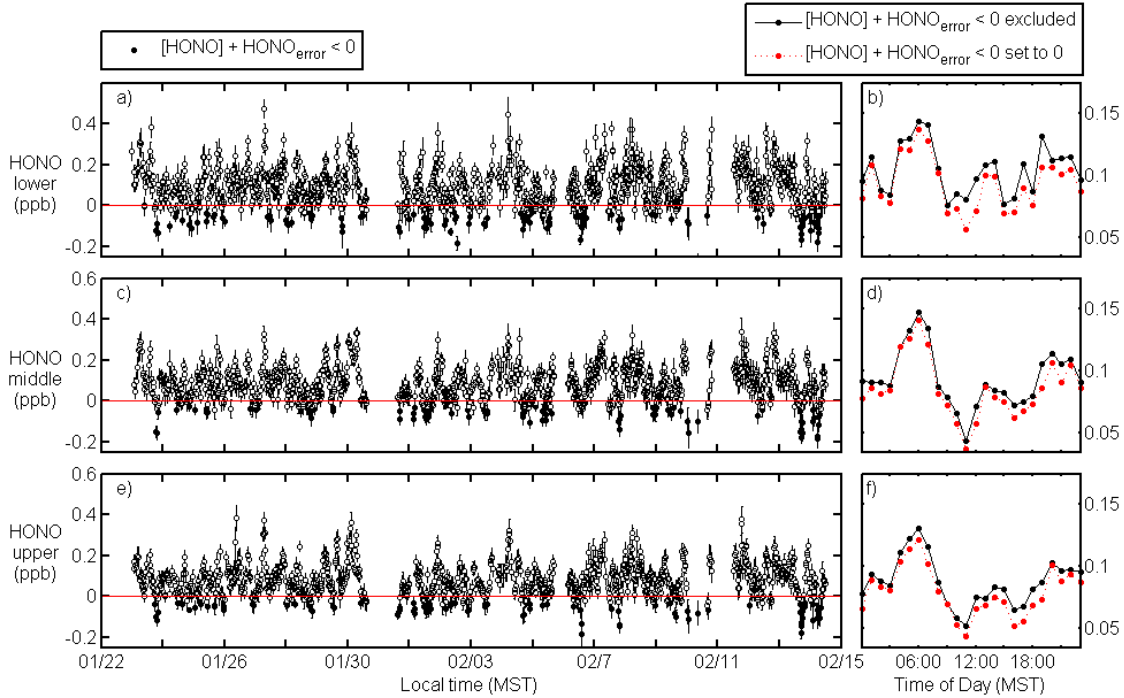 [HONO] + HONOerror < 0
[HONO] + HONOerror < 0 excluded
[HONO] + HONOerror < 0 set to 0
a)
0.4
0.2
0
-0.2
HONO
lower
(ppb)
b)
0.15
0.1
0.05
c)
0.6
0.4
0.2
0
-0.2
HONO
middle
(ppb)
d)
0.15
0.1
0.05
e)
0.6
0.4
0.2
0
-0.2
HONO
upper
(ppb)
f)
0.15
0.1
0.05
01/22
01/26
01/30
02/03
02/7
02/11
02/15
06:00
12:00
18:00
Local time (MST)
Time of Day (MST)